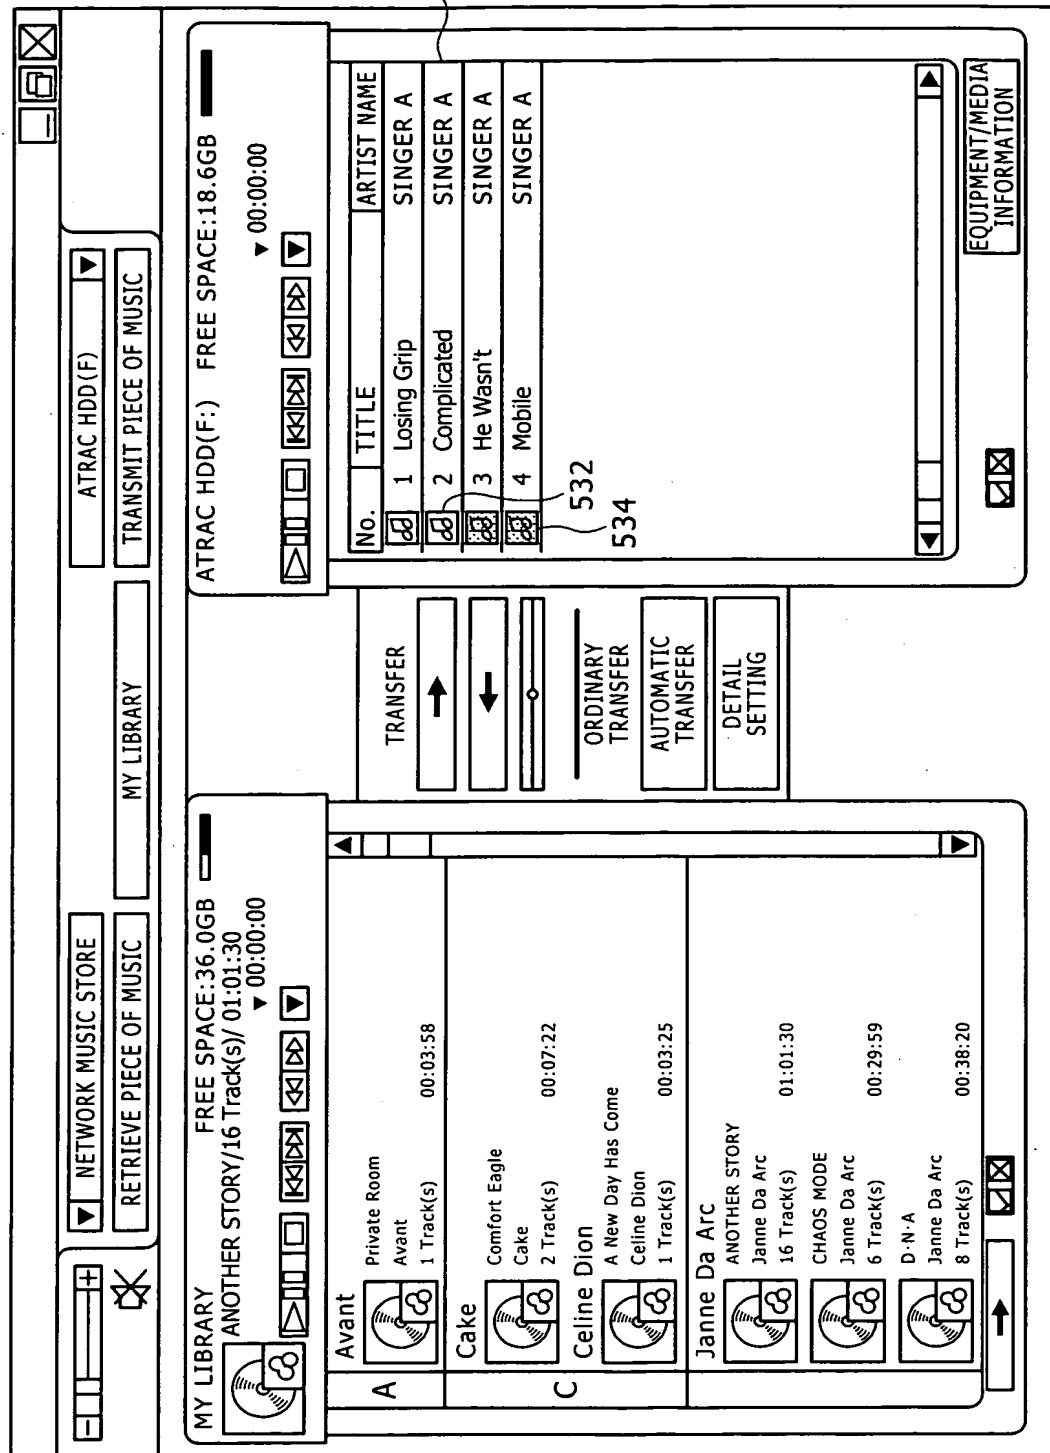 NETWORK MUSIC STORE
ATRAC HDD(F)
RETRIEVE PIECE OF MUSIC
MY LIBRARY
TRANSMIT PIECE OF MUSIC
MY LIBRARY
FREE SPACE:36.0GB
ANOTHER STORY/16 Track(s)/ 01:01:30
00:00:00
Avant
A
Private Room
Avant
1 Track(s) 00:03:58
Cake
C
Comfort Eagle
Cake
2 Track(s) 00:07:22
Celine Dion
A New Day Has Come
Celine Dion
1 Track(s) 00:03:25
Janne Da Arc
ANOTHER STORY
Janne Da Arc
16 Track(s) 01:01:30
CHAOS MODE
Janne Da Arc
6 Track(s) 00:29:59
D·N·A
Janne Da Arc
8 Track(s) 00:38:20
TRANSFER
ORDINARY
TRANSFER
AUTOMATIC
TRANSFER
DETAIL
SETTING
ATRAC HDD(F:) FREE SPACE:18.6GB
00:00:00
No. TITLE ARTIST NAME
1 Losing Grip SINGER A
2 Complicated SINGER A
3 He Wasn't SINGER A
4 Mobile SINGER A
532
534
EQUIPMENT/MEDIA
INFORMATION